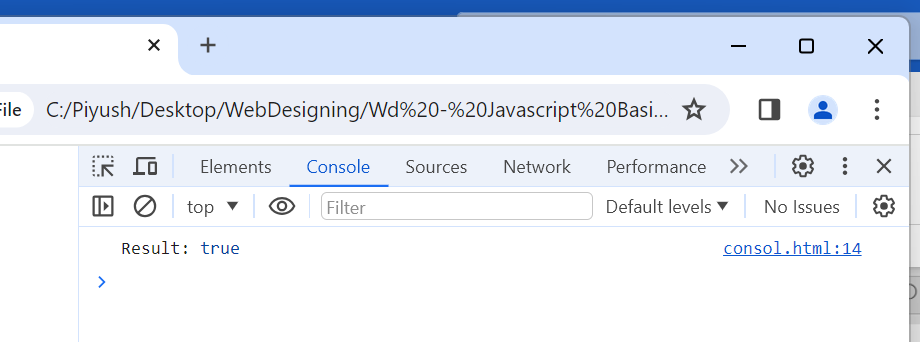 File C:/Piyush/Desktop/WebDesigning/Wd%20-%20Javascript%20Basi...
Elements Console Sources Network Performance
top Filter Default levels No Issues
Result: true consol.html:14